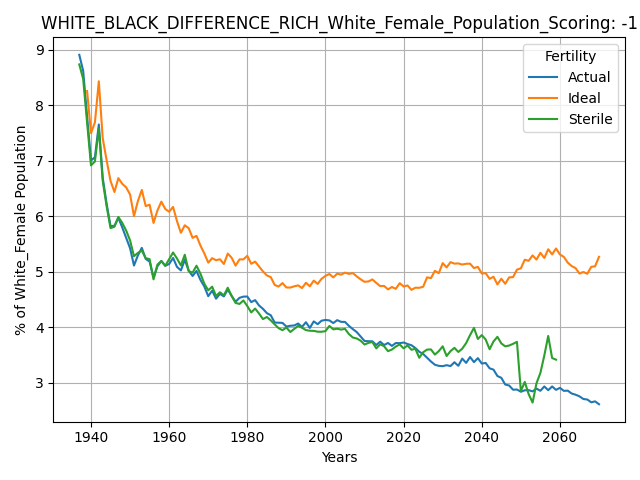 WHITE_BLACK_DIFFERENCE_RICH_White_Female_Population_Scoring: -1
Fertility
Actual
Ideal
Sterile
% of White_Female Population
9
8
7
6
5
4
3
1940 1960 1980 2000 2020 2040 2060
Years